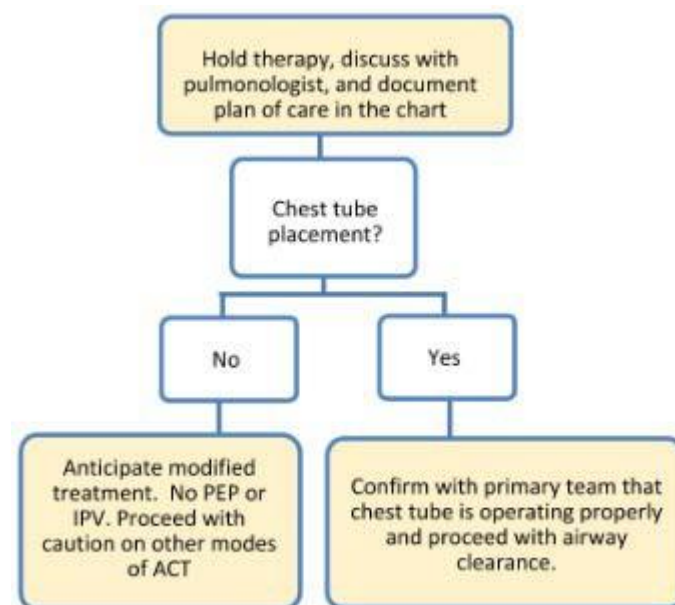 Hold therapy, discuss with
pulmonologist, and document
plan of care in the chart
Chest tube
placement?
No
Yes
Anticipate modified
treatment.  No PEP or
IPV. Proceed with
caution on other modes
of ACT
Confirm with primary team that
chest tube is operating properly
and proceed with airway
clearance.